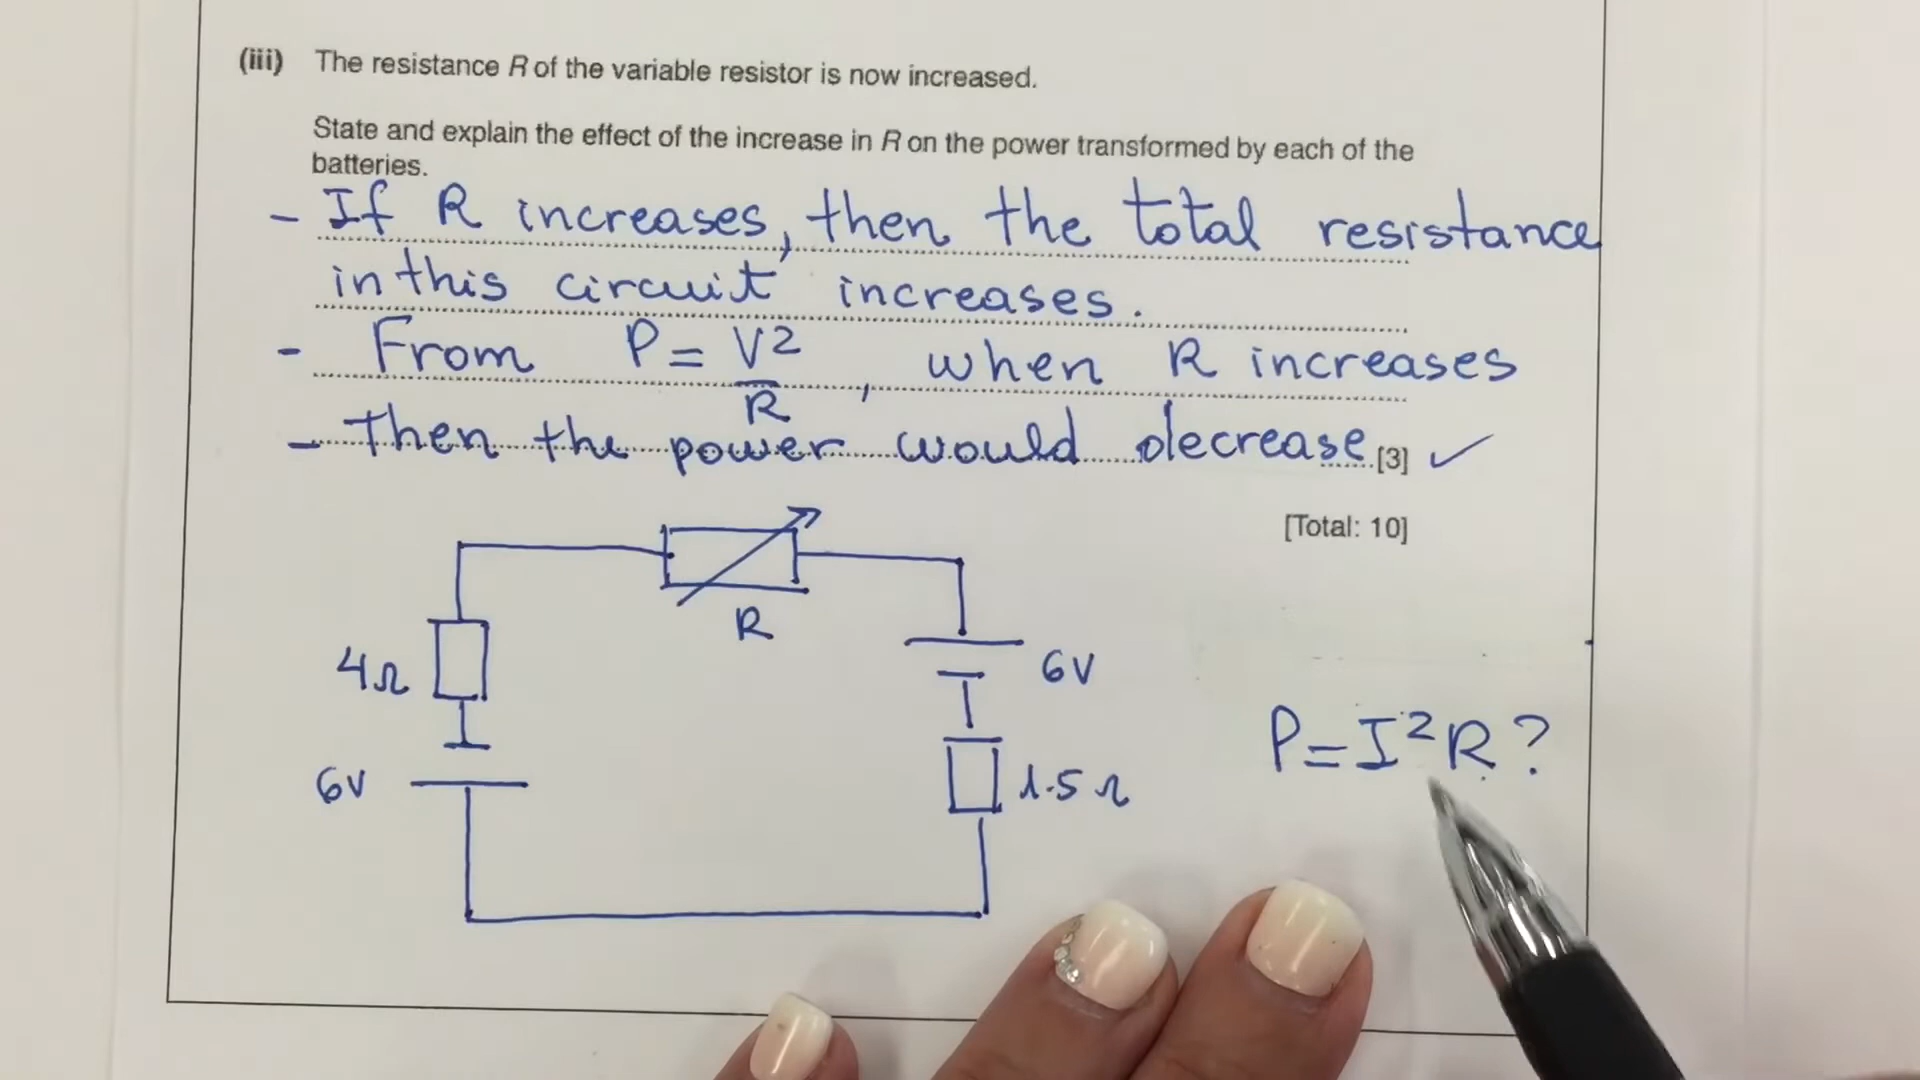 (iii) The resistance R of the variable resistor is now increased.
State and explain the effect of the increase in R on the power transformed by each of the
batteries.
- If R increases, then the total resistance
in this circuit increases.
- From P = V²/R, when R increases
- then the power would decrease [3] ✓
[Total: 10]
R
4Ω
6V
6V
1.5Ω
P=I²R?